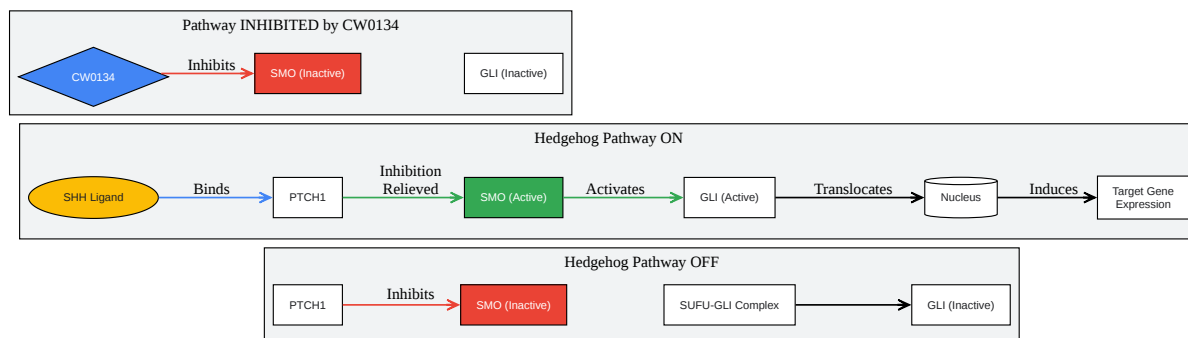 Pathway INHIBITED by CW0134
CW0134
Inhibits
SMO (Inactive)
GLI (Inactive)
Hedgehog Pathway ON
SHH Ligand
Binds
PTCH1
Inhibition
Relieved
SMO (Active)
Activates
GLI (Active)
Translocates
Nucleus
Induces
Target Gene
Expression
Hedgehog Pathway OFF
PTCH1
Inhibits
SMO (Inactive)
SUFU-GLI Complex
GLI (Inactive)